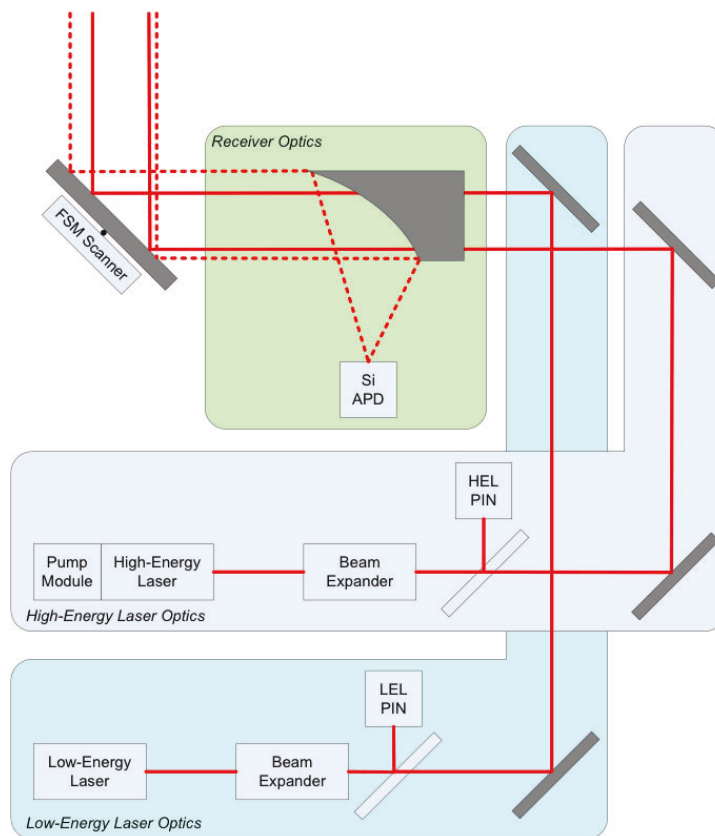 Receiver Optics
FSM Scanner
Si
APD
HEL
PIN
Pump
Module
High-Energy
Laser
Beam
Expander
High-Energy Laser Optics
LEL
PIN
Low-Energy
Laser
Beam
Expander
Low-Energy Laser Optics